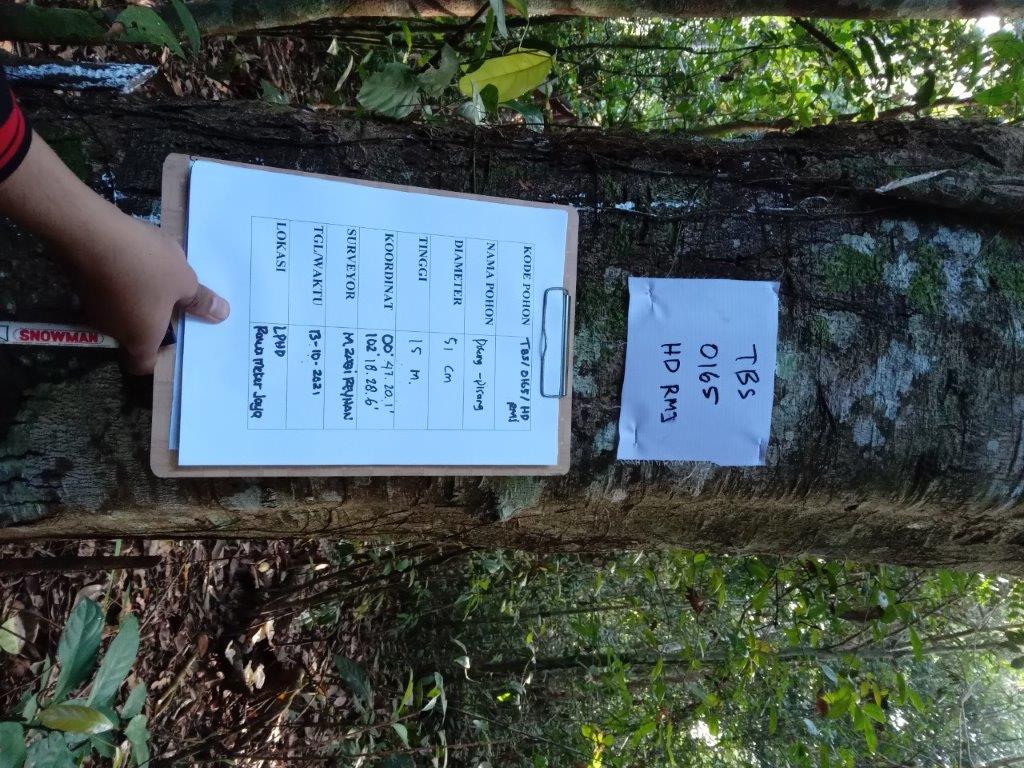 TBS
0165
HD RMJ
KODE POHON TBS/0165/HD
RMJ
NAMA POHON Pisang-pisang
DIAMETER 51 cm
TINGGI 15 M.
KOORDINAT 00' 47. 20. 1'
102' 18. 28. 6'
SURVEYOR M. ZABI REYHAN
TGL/WAKTU 13-10-2021
LOKASI LPHD
Rawa Mekar Jaya
SNOWMAN